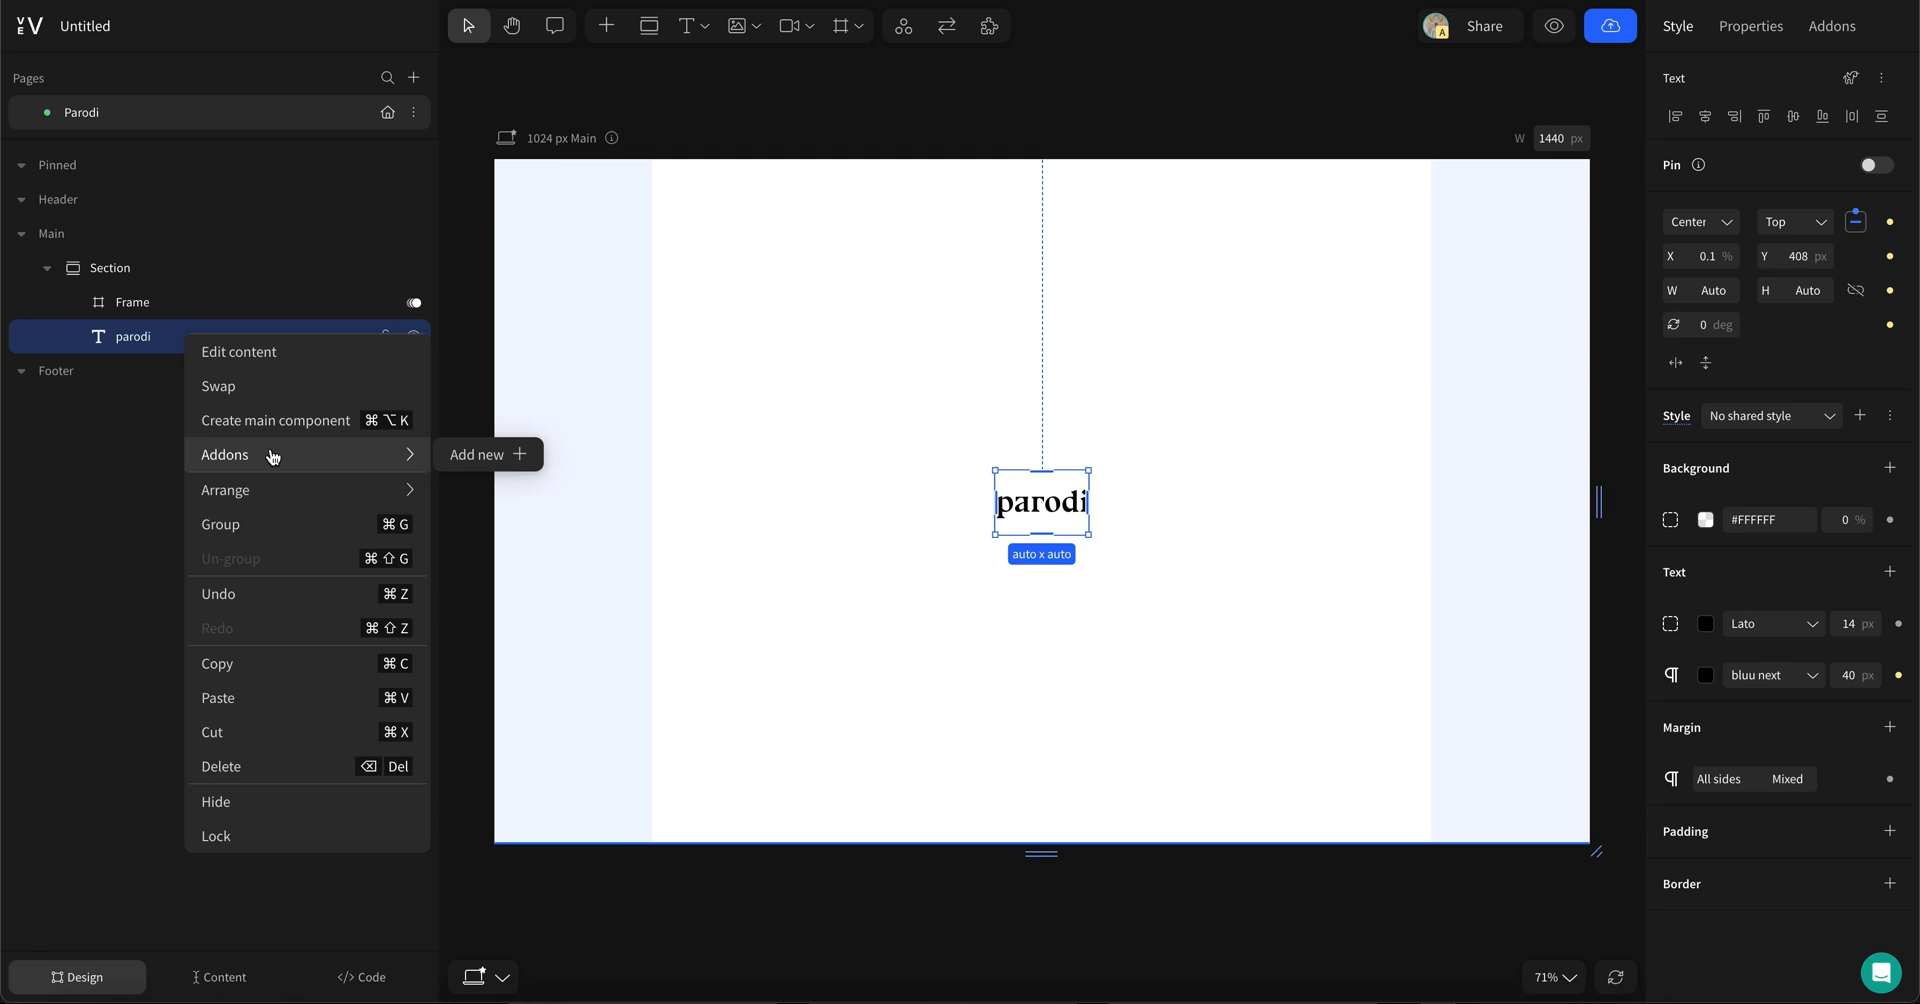 Untitled
Share
Style Properties Addons
Pages
Parodi
Pinned
Header
Main
Section
Frame
parodi
Footer
Edit content
Swap
Create main component ⌘ ⌥ K
Addons
Add new
Arrange
Group ⌘ G
Un-group ⌘ ⇧ G
Undo ⌘ Z
Redo ⌘ ⇧ Z
Copy ⌘ C
Paste ⌘ V
Cut ⌘ X
Delete ⌫ Del
Hide
Lock
Design Content </> Code
1024 px Main
W 1440 px
parodi
auto x auto
71%
Text
Pin
Center Top
X 0.1 % Y 408 px
W Auto H Auto
0 deg
Style No shared style
Background
#FFFFFF 0 %
Text
Lato 14 px
bluu next 40 px
Margin
All sides Mixed
Padding
Border